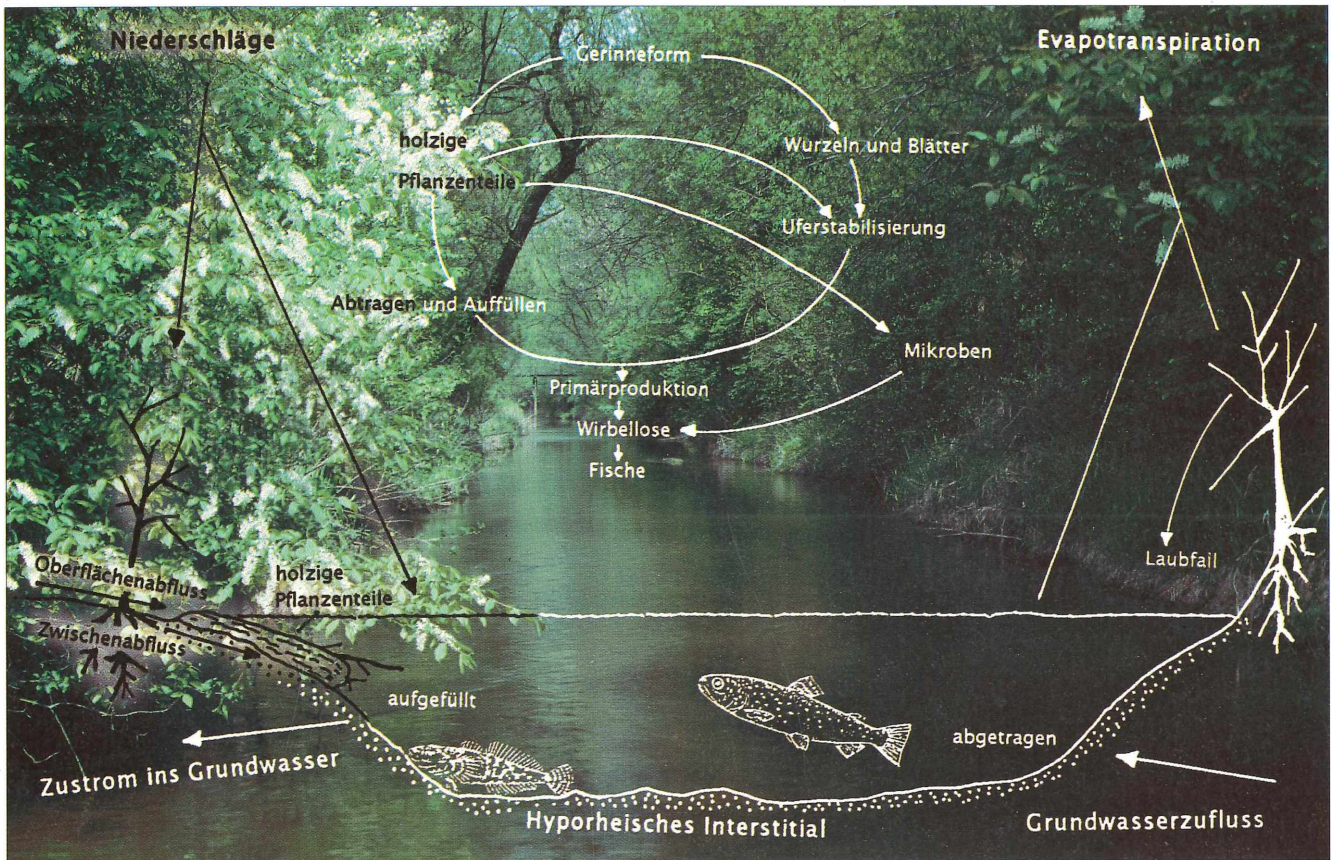 Niederschläge
Gerinneform
Evapotranspiration
holzige
Pflanzenteile
Wurzeln und Blätter
Uferstabilisierung
Abtragen und Auffüllen
Mikroben
Primärproduktion
Wirbellose
Fische
Laubfall
Oberflächenabfluss
holzige
Pflanzenteile
Zwischenabfluss
aufgefüllt
abgetragen
Zustrom ins Grundwasser
Hyporheisches Interstitial
Grundwasserzufluss